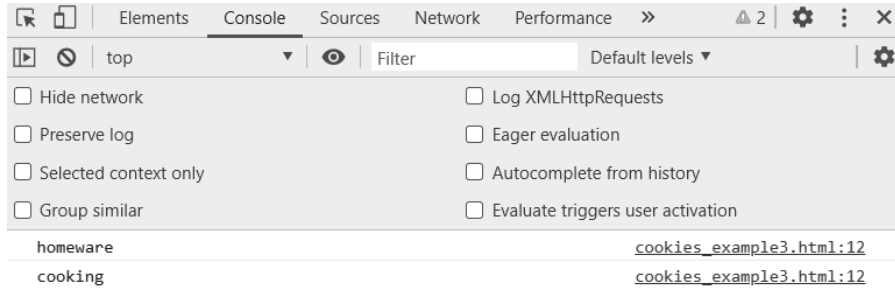 Elements Console Sources Network Performance » 2
top Filter Default levels
Hide network Log XMLHttpRequests
Preserve log Eager evaluation
Selected context only Autocomplete from history
Group similar Evaluate triggers user activation
homeware cookies_example3.html:12
cooking cookies_example3.html:12